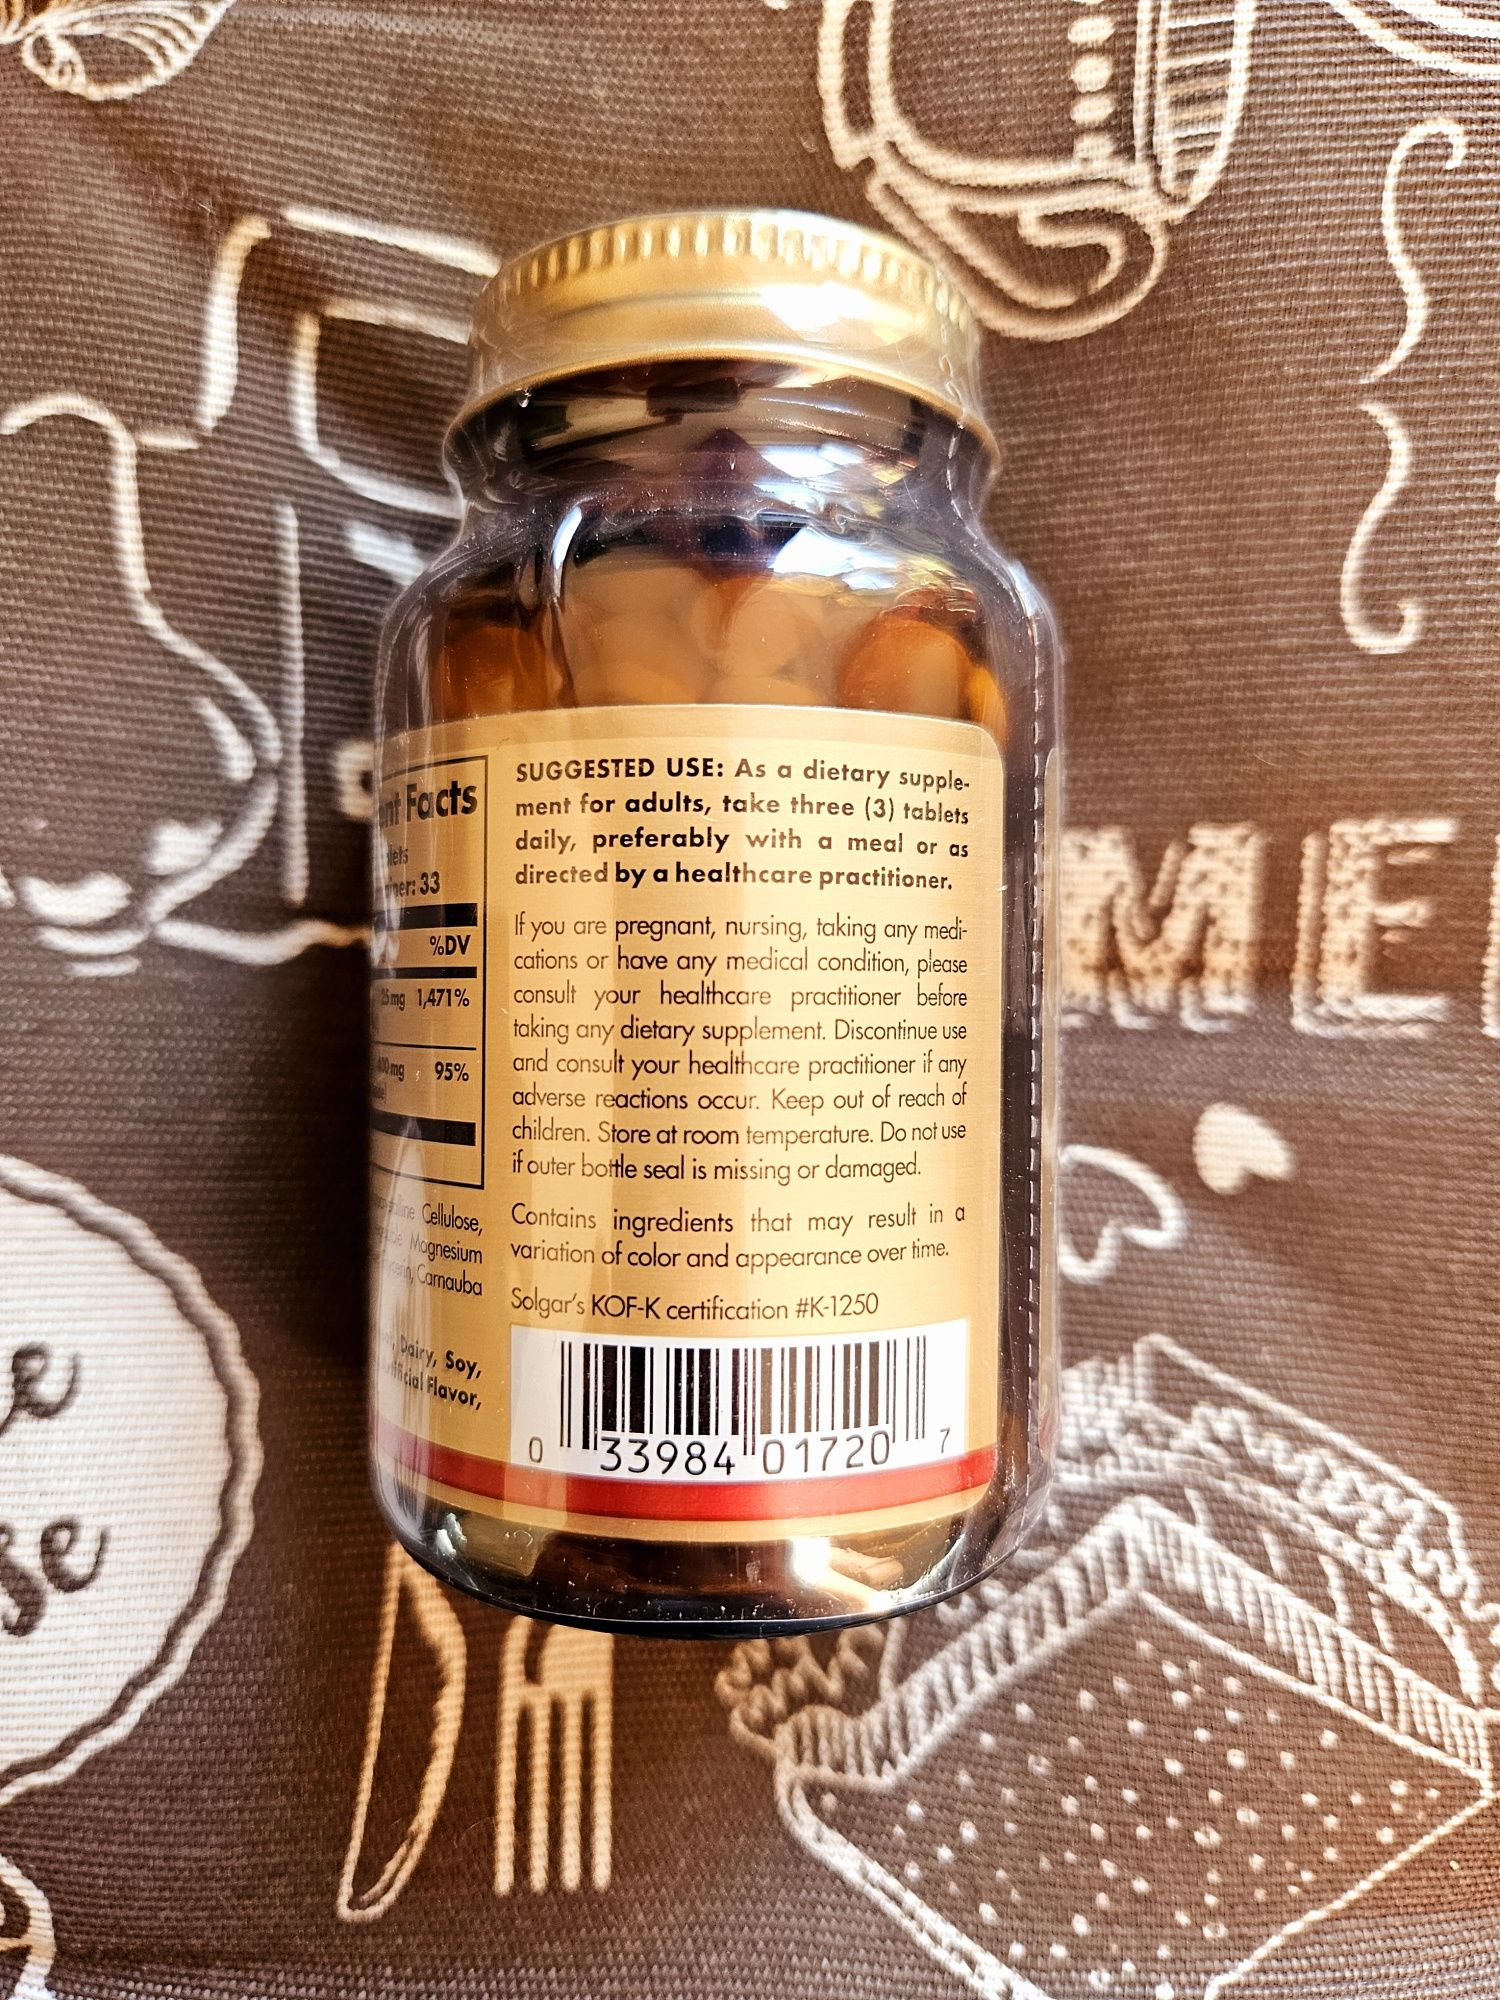 Facts
33
%DV
25 mg 1,471%
95%
Cellulose,
Magnesium
Carnauba
Dairy, Soy,
Flavor,
SUGGESTED USE: As a dietary supple-
ment for adults, take three (3) tablets
daily, preferably with a meal or as
directed by a healthcare practitioner.
If you are pregnant, nursing, taking any medi-
cations or have any medical condition, please
consult your healthcare practitioner before
taking any dietary supplement. Discontinue use
and consult your healthcare practitioner if any
adverse reactions occur. Keep out of reach of
children. Store at room temperature. Do not use
if outer bottle seal is missing or damaged.
Contains ingredients that may result in a
variation of color and appearance over time.
Solgar's KOF-K certification #K-1250
0 33984 01720 7
ME